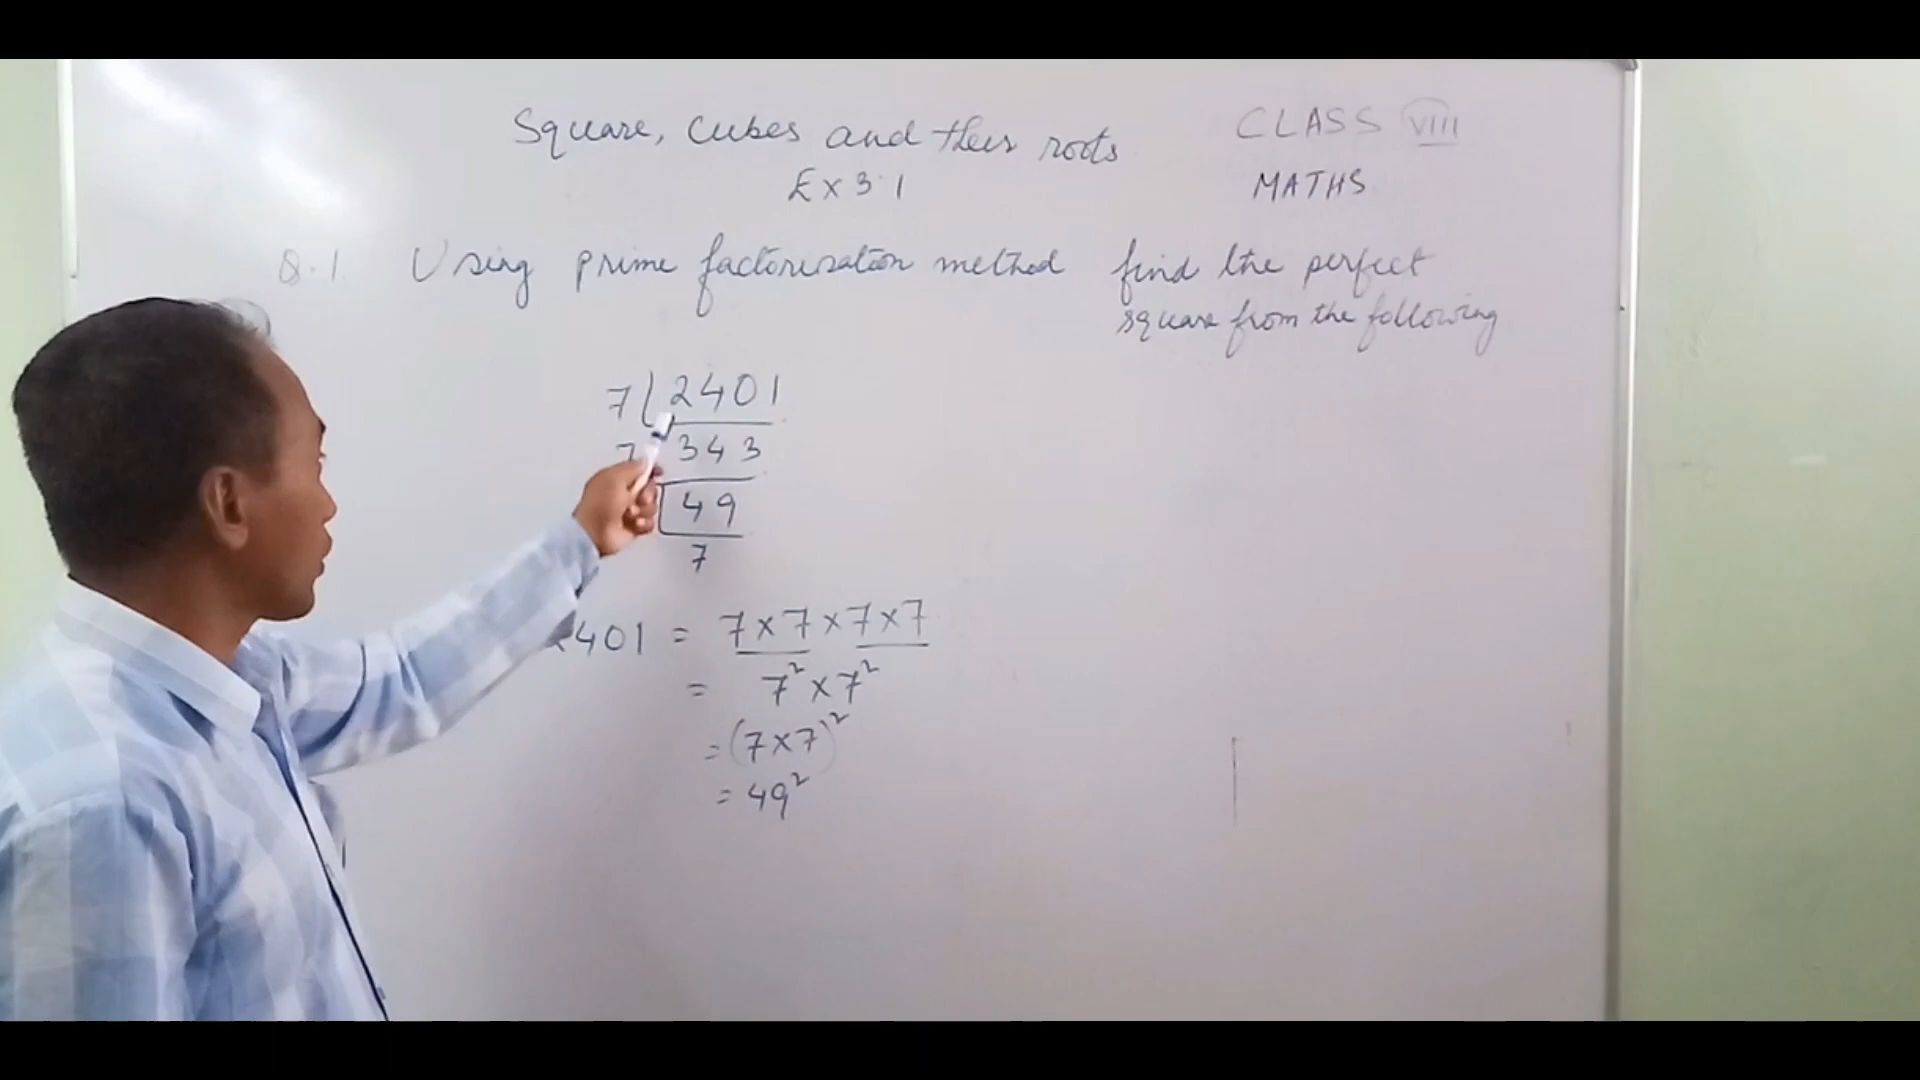 Square, cubes and their roots
CLASS VIII
Ex 3.1
MATHS
Q.1. Using prime factorisation method find the perfect
square from the following
7 2401
7 343
49
7
2401 = 7×7×7×7
= 7²×7²
= (7×7)²
= 49²